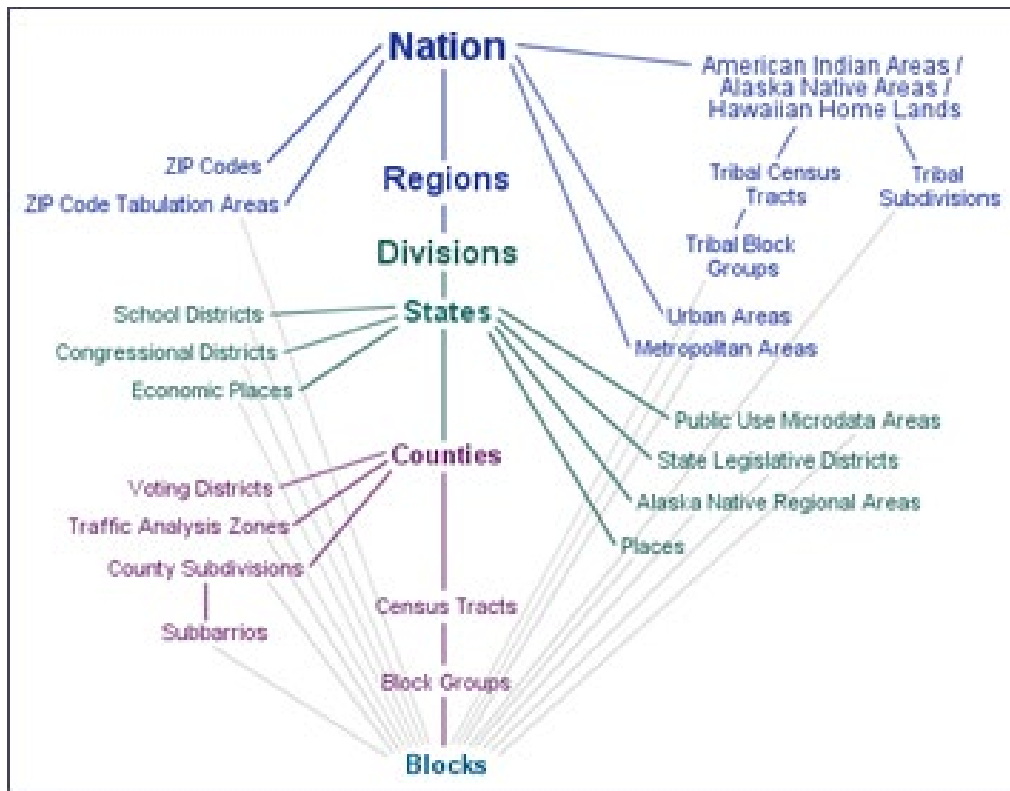 Nation
American Indian Areas /
Alaska Native Areas /
Hawaiian Home Lands
ZIP Codes
Regions
Tribal Census
Tracts
Tribal
Subdivisions
ZIP Code Tabulation Areas
Divisions
Tribal Block
Groups
School Districts
States
Urban Areas
Congressional Districts
Metropolitan Areas
Economic Places
Public Use Microdata Areas
Counties
State Legislative Districts
Voting Districts
Alaska Native Regional Areas
Traffic Analysis Zones
Places
County Subdivisions
Census Tracts
Subbarrios
Block Groups
Blocks